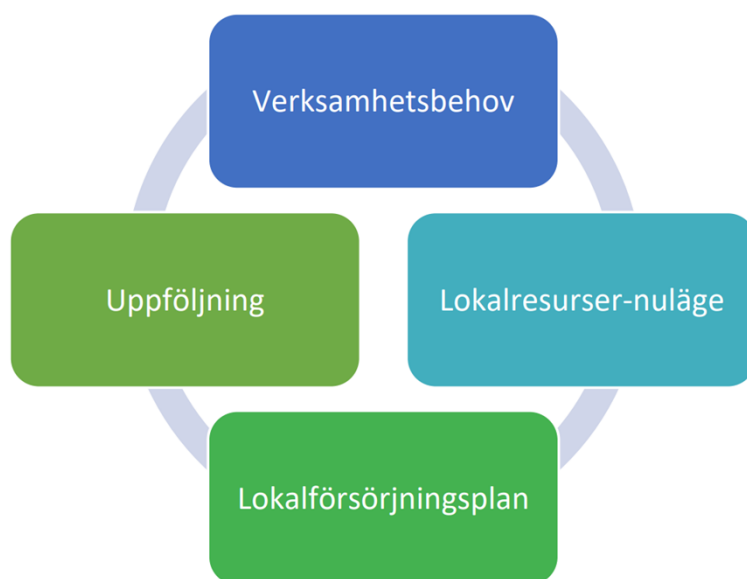 Verksamhetsbehov
Uppföljning
Lokalresurser-nuläge
Lokalförsörjningsplan